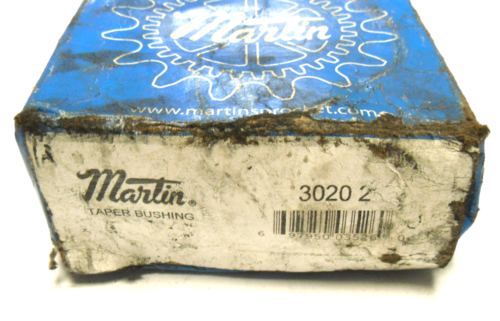 Martin
www.martinsprocket.com
Martin®
TAPER BUSHING
3020 2